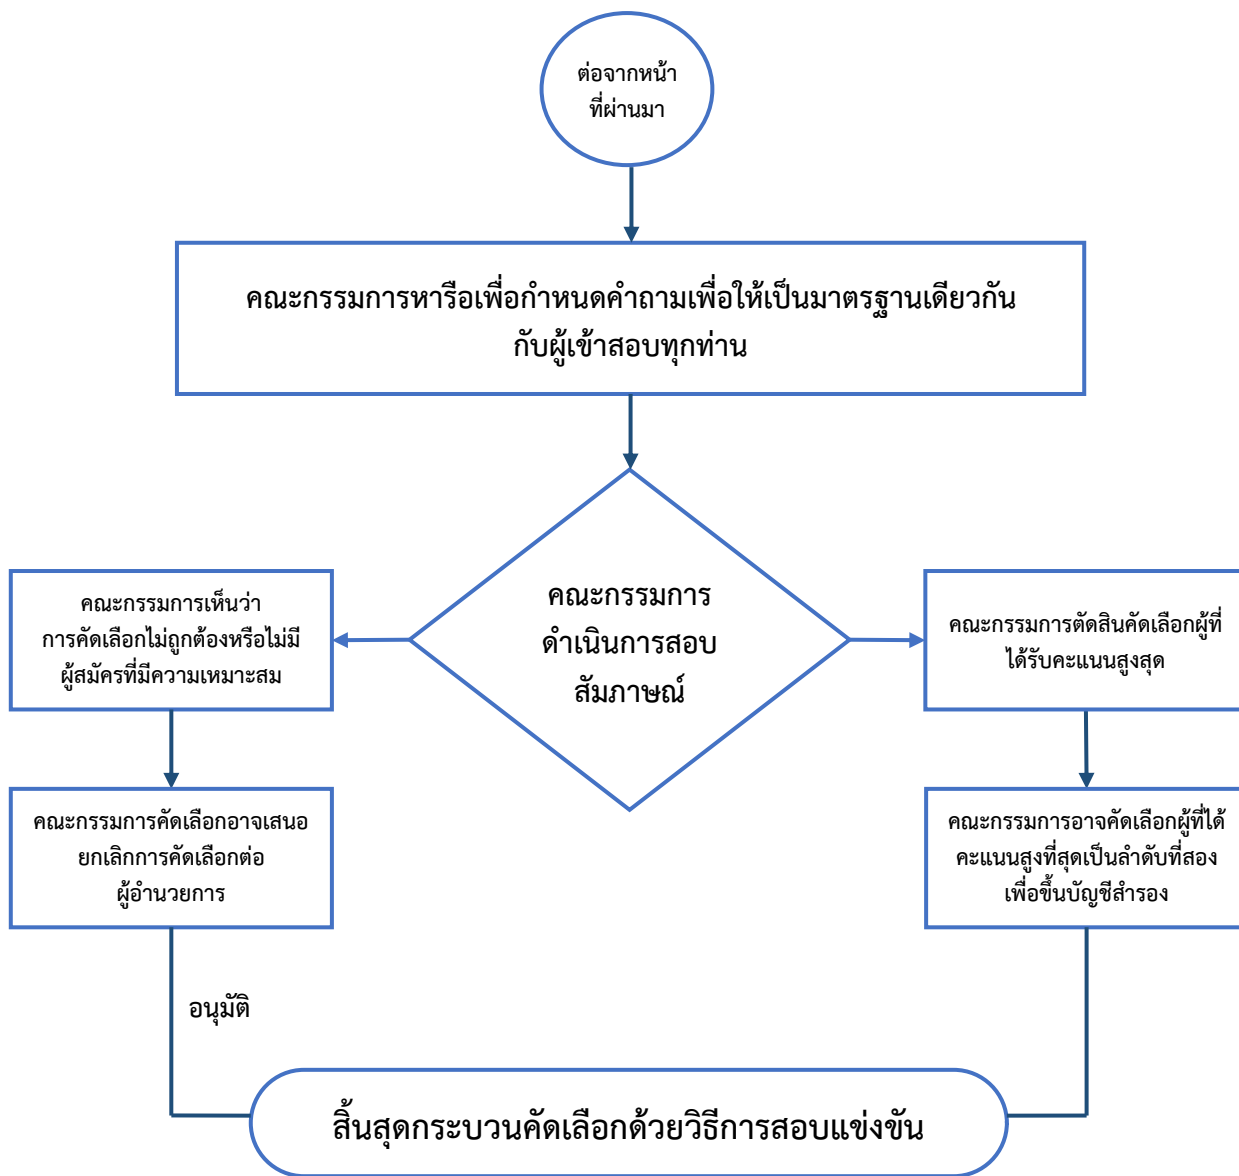 ต่อจากหน้า
ที่ผ่านมา
คณะกรรมการหารือเพื่อกำหนดคำถามเพื่อให้เป็นมาตรฐานเดียวกัน
กับผู้เข้าสอบทุกท่าน
คณะกรรมการ
ดำเนินการสอบ
สัมภาษณ์
คณะกรรมการเห็นว่า
การคัดเลือกไม่ถูกต้องหรือไม่มี
ผู้สมัครที่มีความเหมาะสม
คณะกรรมการตัดสินคัดเลือกผู้ที่
ได้รับคะแนนสูงสุด
คณะกรรมการคัดเลือกอาจเสนอ
ยกเลิกการคัดเลือกต่อ
ผู้อำนวยการ
คณะกรรมการอาจคัดเลือกผู้ที่ได้
คะแนนสูงที่สุดเป็นลำดับที่สอง
เพื่อขึ้นบัญชีสำรอง
อนุมัติ
สิ้นสุดกระบวนคัดเลือกด้วยวิธีการสอบแข่งขัน